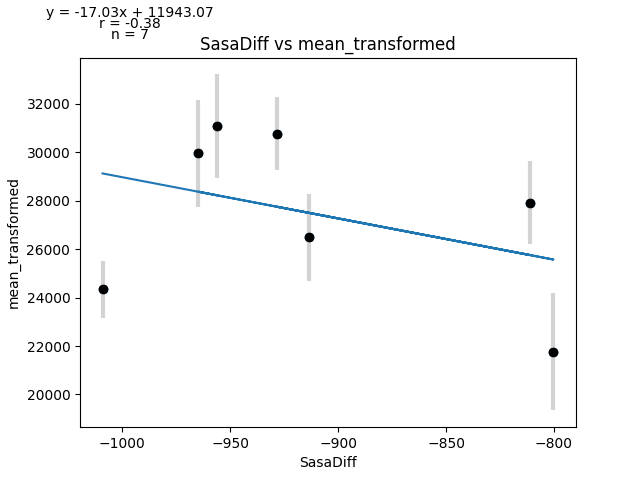 y = -17.03x + 11943.07
r = -0.38
n = 7
SasaDiff vs mean_transformed
32000
30000
28000
26000
24000
22000
20000
mean_transformed
−1000
−950
−900
−850
−800
SasaDiff